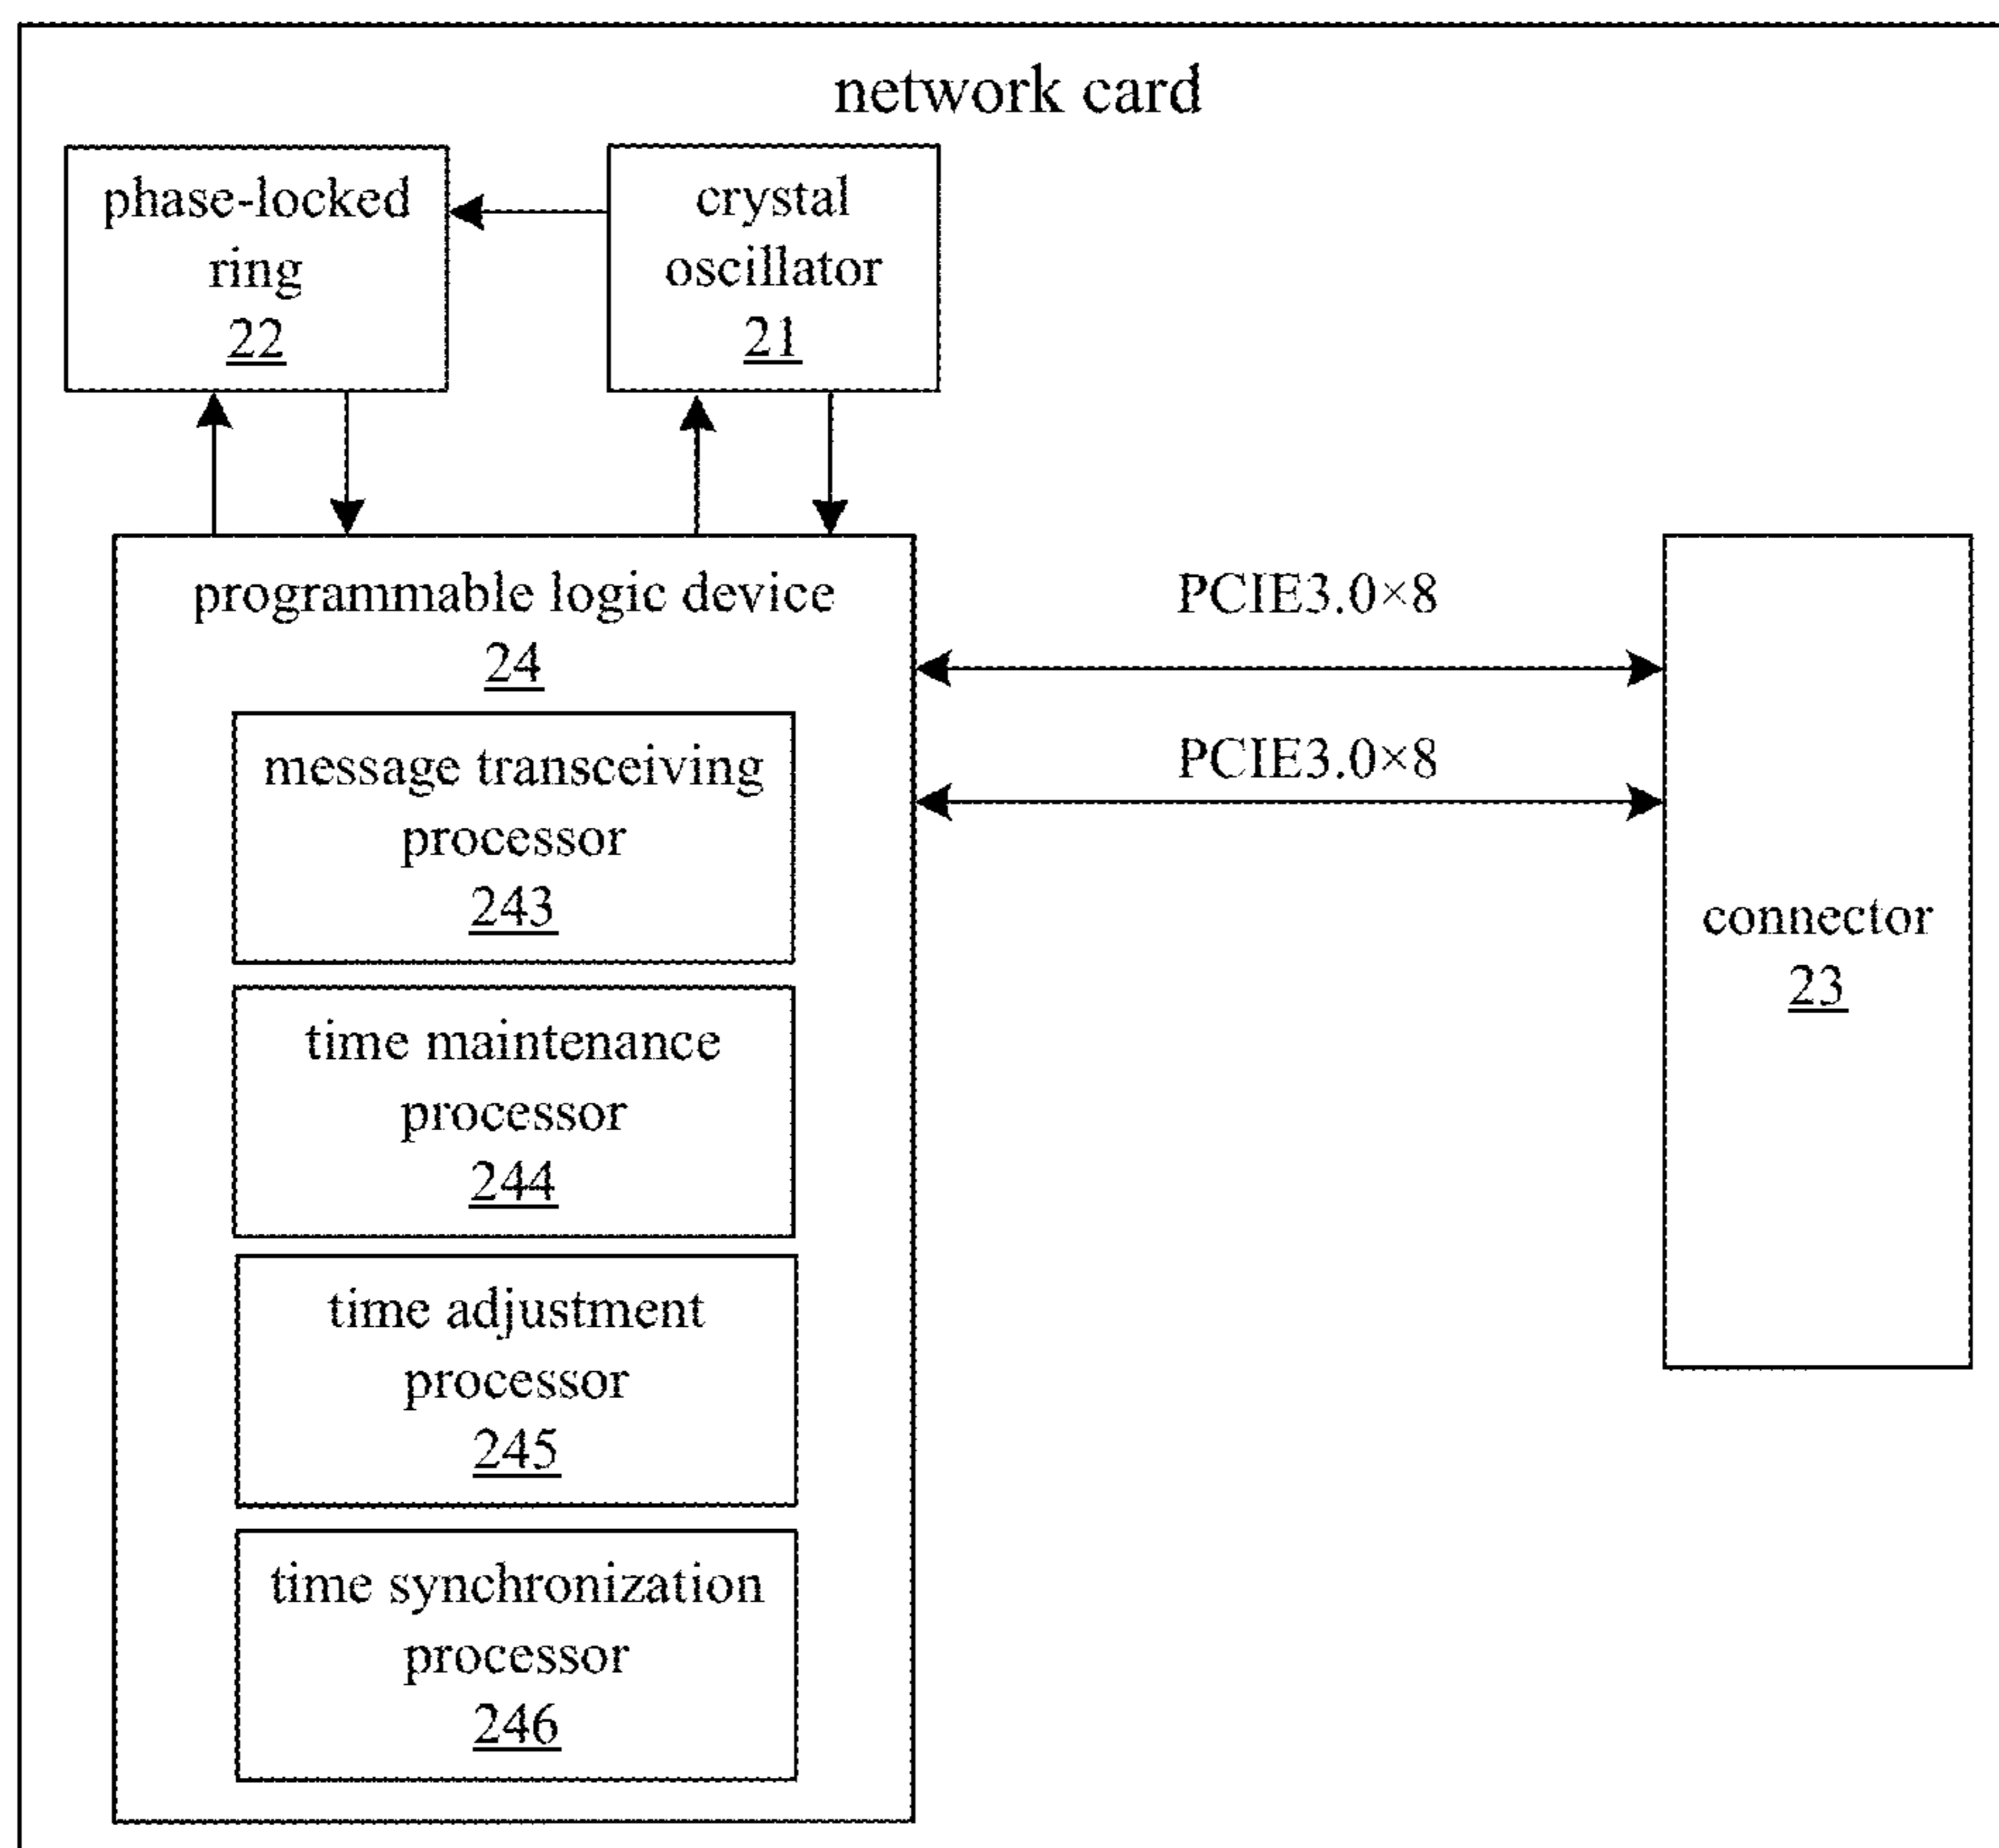 network card
phase-locked
ring
22
crystal
oscillator
21
programmable logic device
24
message transceiving
processor
243
time maintenance
processor
244
time adjustment
processor
245
time synchronization
processor
246
PCIE3.0×8
PCIE3.0×8
connector
23